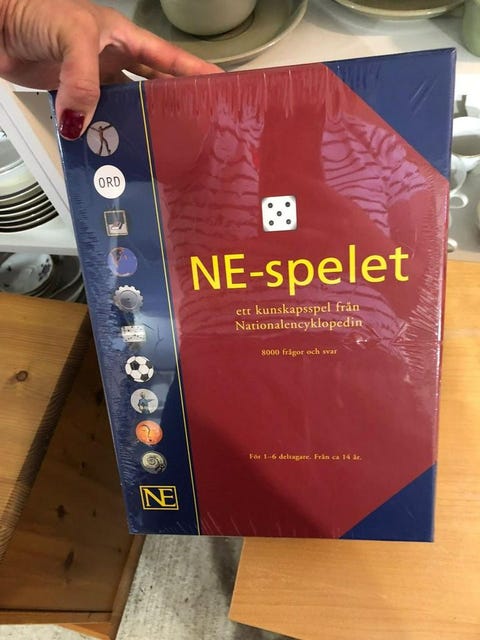 ORD
NE-spelet
ett kunskapsspel från
Nationalencyklopedin
8000 frågor och svar
För 1–6 deltagare. Från ca 14 år.
NE